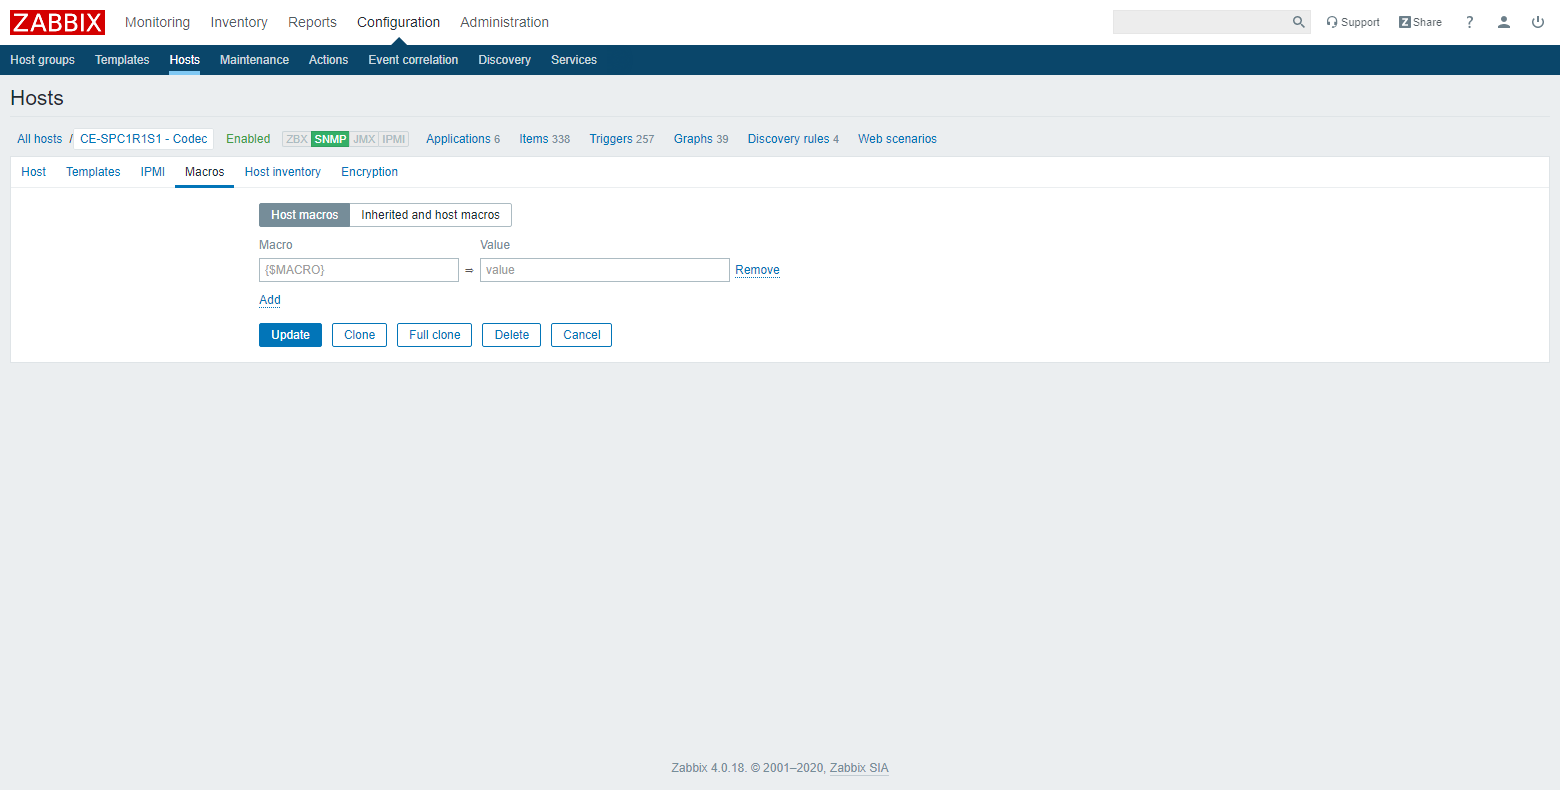 ZABBIX Monitoring Inventory Reports Configuration Administration Support Z Share ?
Host groups Templates Hosts Maintenance Actions Event correlation Discovery Services
Hosts
All hosts / CE-SPC1R1S1 - Codec Enabled ZBX SNMP JMX IPMI Applications 6 Items 338 Triggers 257 Graphs 39 Discovery rules 4 Web scenarios
Host Templates IPMI Macros Host inventory Encryption
Host macros Inherited and host macros
Macro Value
{$MACRO} ⇒ value Remove
Add
Update Clone Full clone Delete Cancel
Zabbix 4.0.18. © 2001–2020, Zabbix SIA